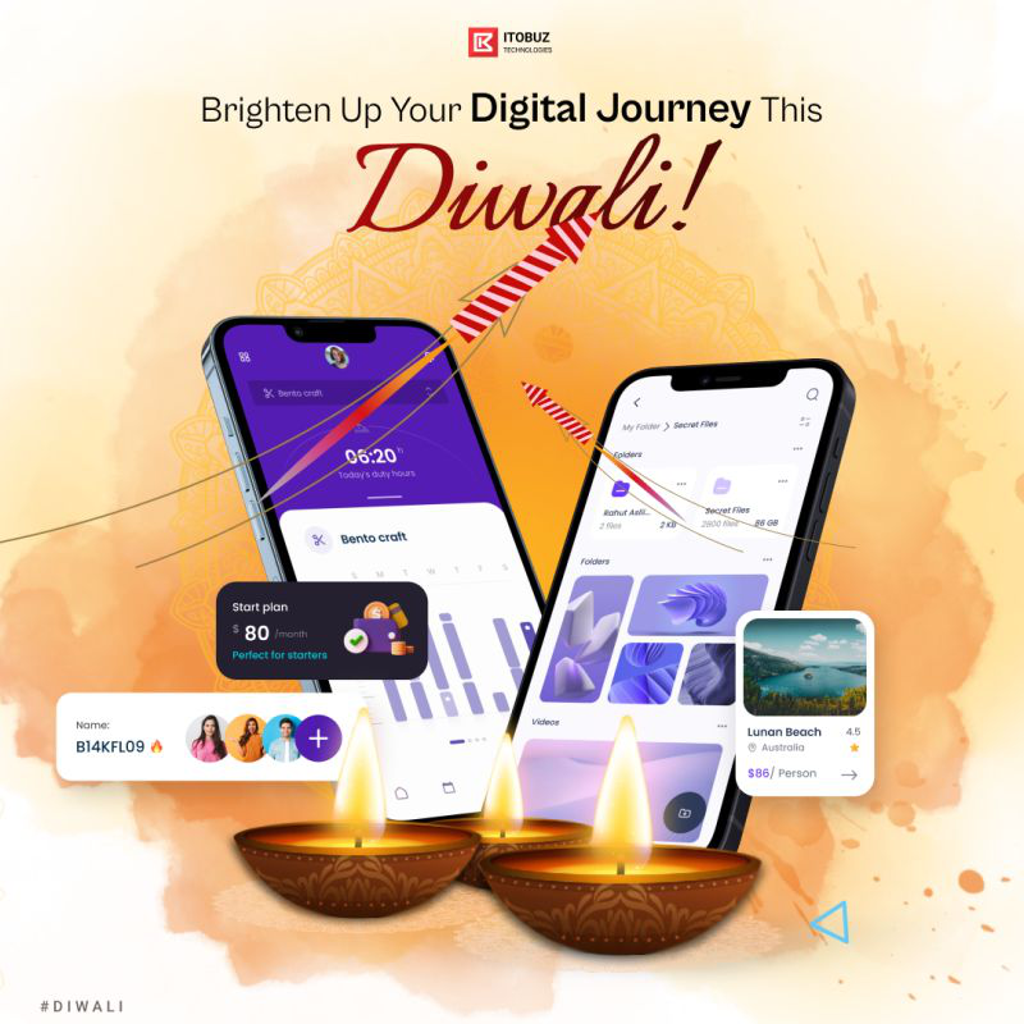 ITOBUZ
TECHNOLOGIES
Brighten Up Your Digital Journey This
Diwali!
Bento craft
06:20 h
Today's duty hours
Bento craft
S M T W T F S
Start plan
$ 80 /month
Perfect for starters
Name:
B14KFL09
My Folder > Secret Files
Folders
Rahut Asli...
2 files 2 KB
Secret Files
2800 files 86 GB
Folders
Videos
Lunan Beach 4.5
Australia
$86/ Person
#DIWALI